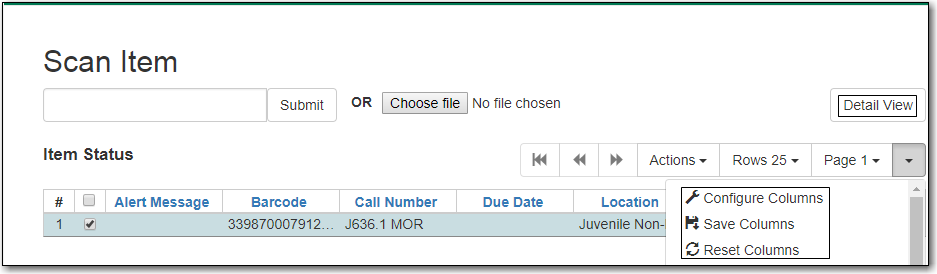 Scan Item
Submit OR Choose file No file chosen Detail View
Item Status
Actions Rows 25 Page 1
# Alert Message Barcode Call Number Due Date Location
1 339870007912... J636.1 MOR Juvenile Non-
Configure Columns
Save Columns
Reset Columns